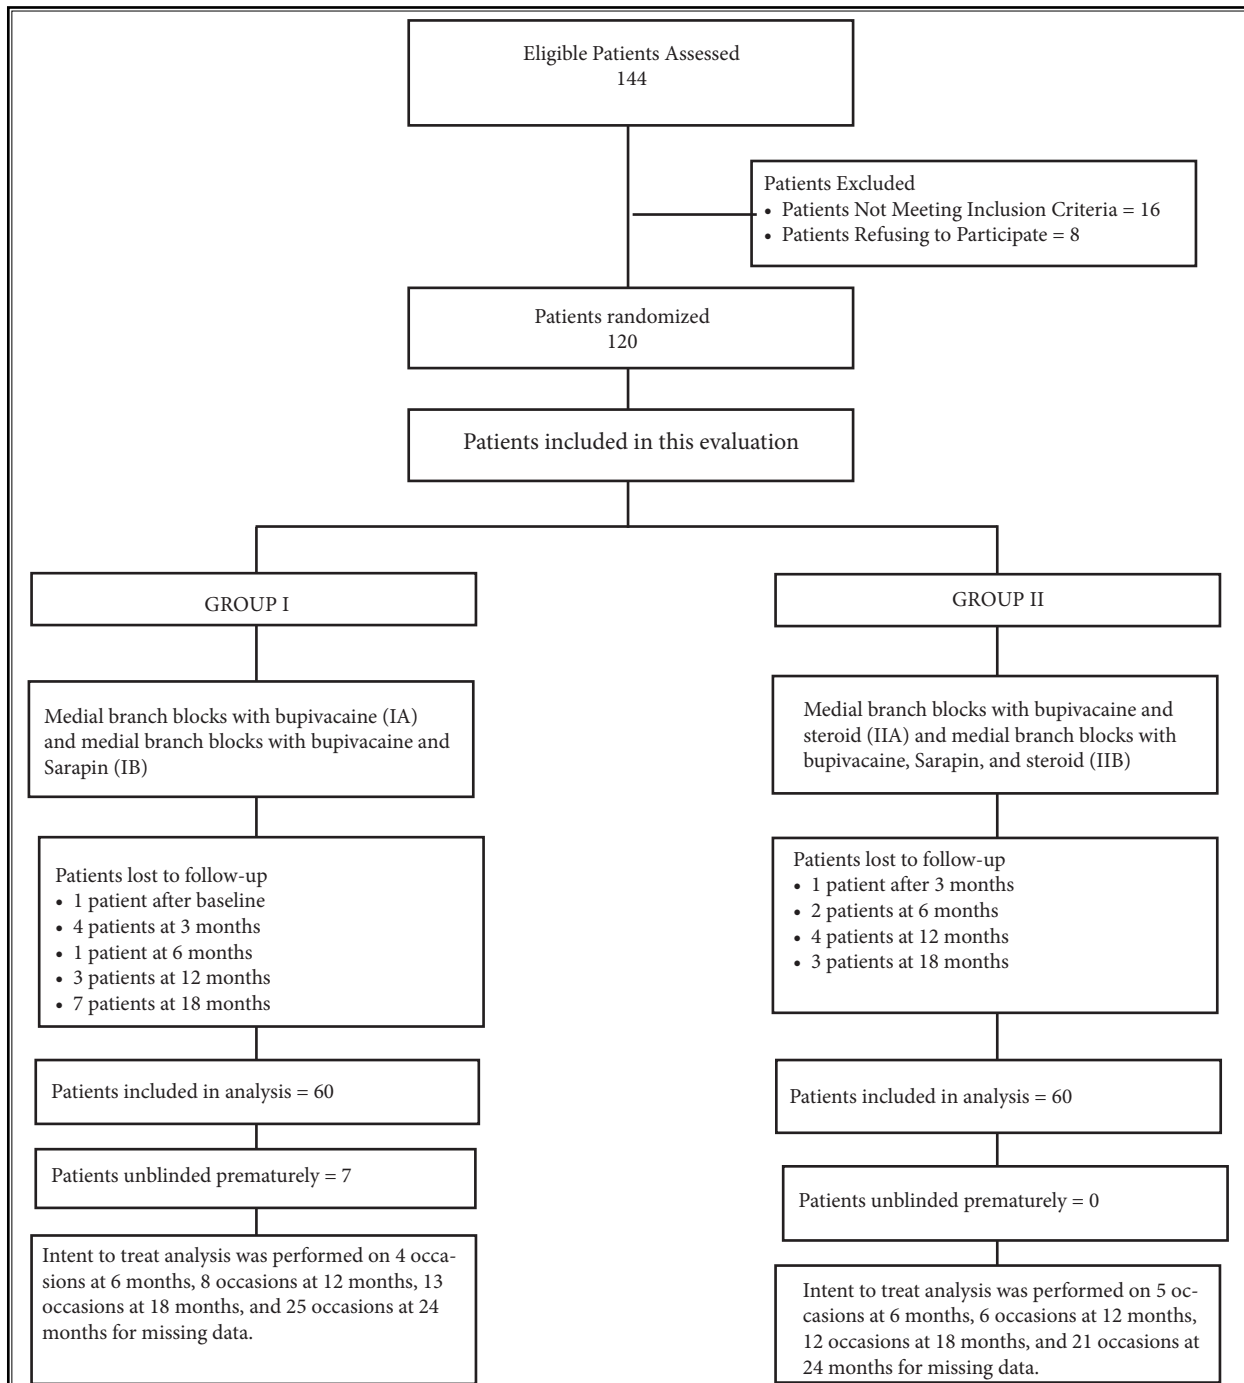 Eligible Patients Assessed
144
Patients Excluded
• Patients Not Meeting Inclusion Criteria = 16
• Patients Refusing to Participate = 8
Patients randomized
120
Patients included in this evaluation
GROUP I
Medial branch blocks with bupivacaine (IA)
and medial branch blocks with bupivacaine and
Sarapin (IB)
Patients lost to follow-up
• 1 patient after baseline
• 4 patients at 3 months
• 1 patient at 6 months
• 3 patients at 12 months
• 7 patients at 18 months
Patients included in analysis = 60
Patients unblinded prematurely = 7
Intent to treat analysis was performed on 4 occa-
sions at 6 months, 8 occasions at 12 months, 13
occasions at 18 months, and 25 occasions at 24
months for missing data.
GROUP II
Medial branch blocks with bupivacaine and
steroid (IIA) and medial branch blocks with
bupivacaine, Sarapin, and steroid (IIB)
Patients lost to follow-up
• 1 patient after 3 months
• 2 patients at 6 months
• 4 patients at 12 months
• 3 patients at 18 months
Patients included in analysis = 60
Patients unblinded prematurely = 0
Intent to treat analysis was performed on 5 oc-
casions at 6 months, 6 occasions at 12 months,
12 occasions at 18 months, and 21 occasions at
24 months for missing data.